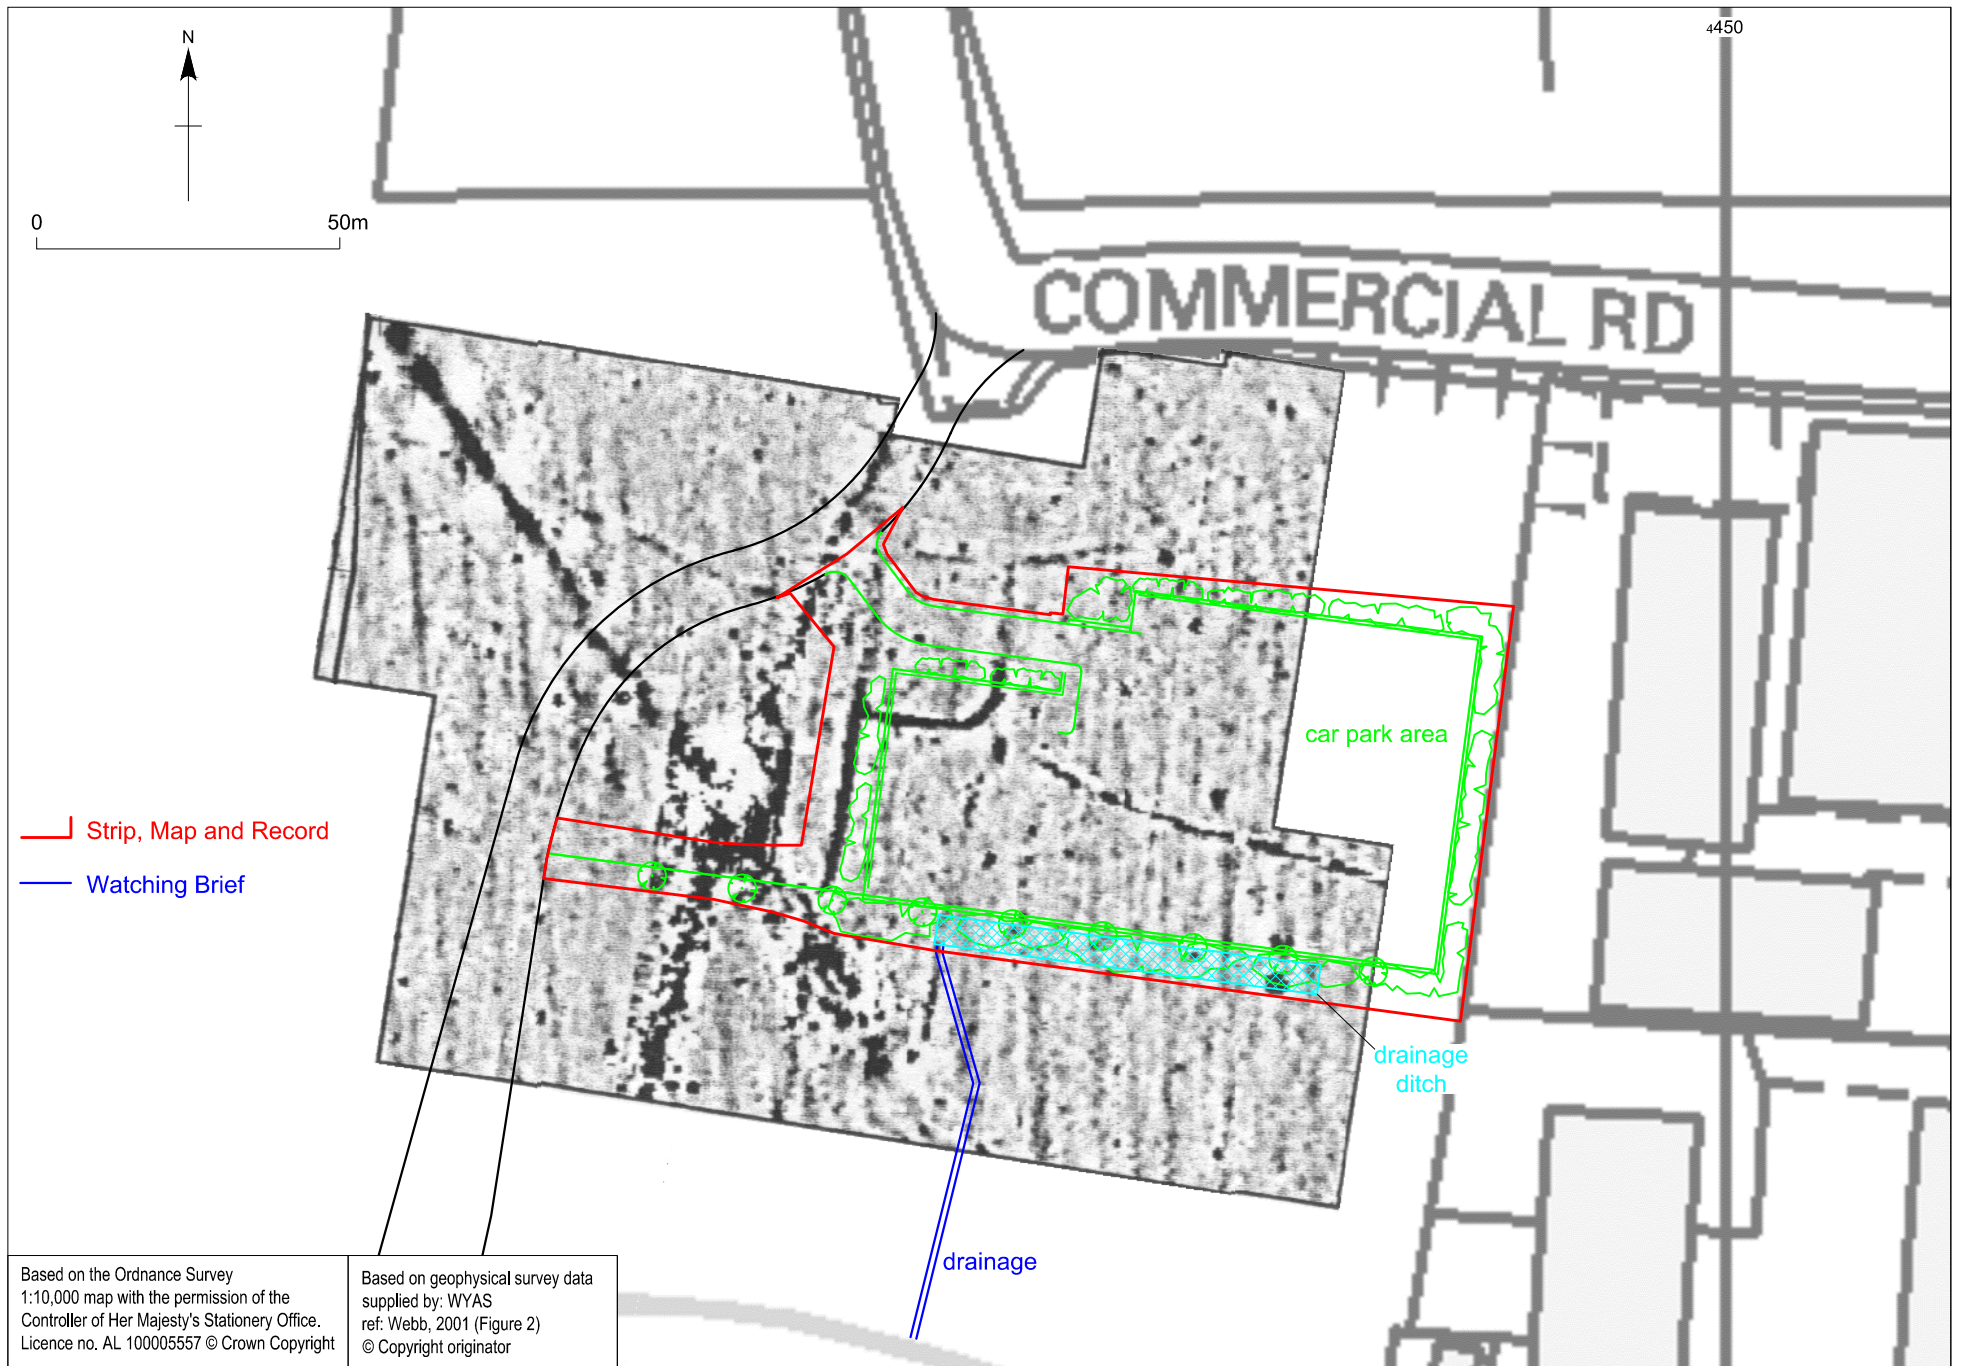 N
4450
0 50m
COMMERCIAL RD
car park area
Strip, Map and Record
Watching Brief
drainage
ditch
drainage
Based on the Ordnance Survey
1:10,000 map with the permission of the
Controller of Her Majesty's Stationery Office.
Licence no. AL 100005557 © Crown Copyright
Based on geophysical survey data
supplied by: WYAS
ref: Webb, 2001 (Figure 2)
© Copyright originator